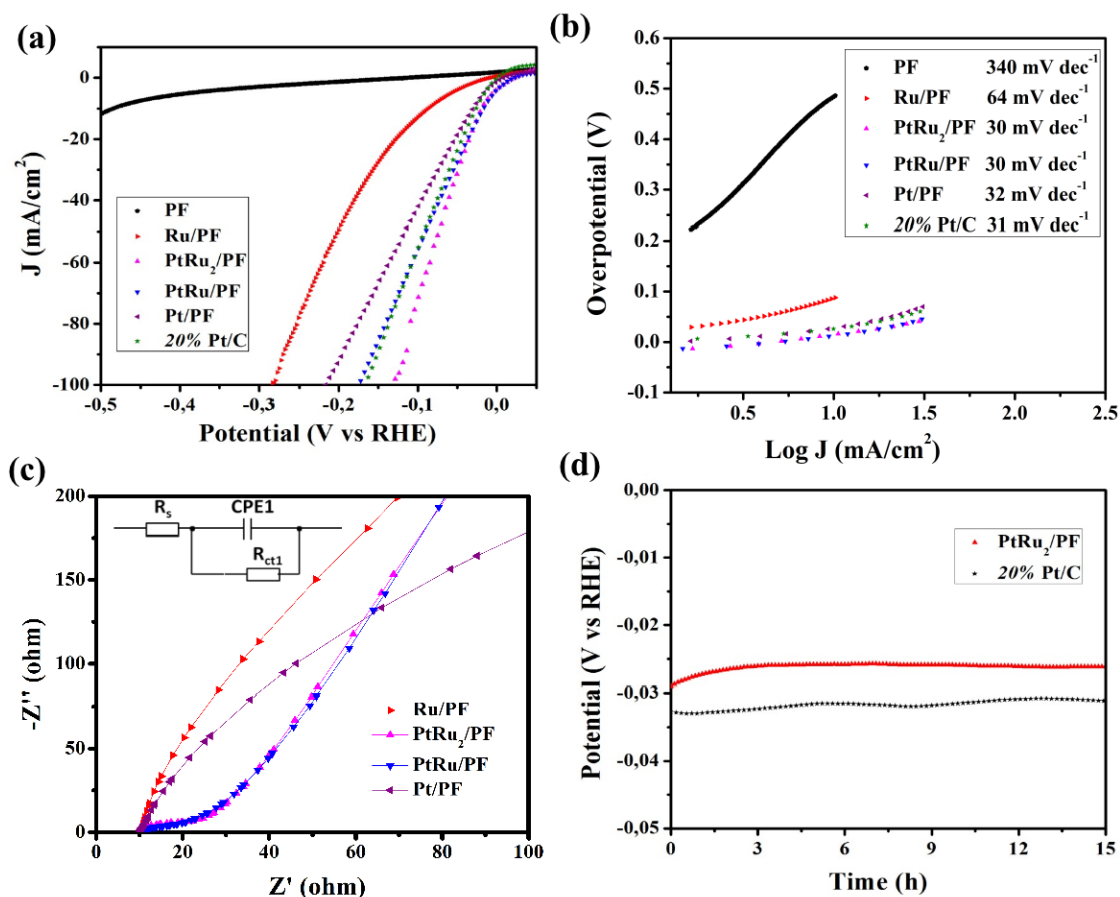 (a)
0
-20
-40
-60
-80
-100
J (mA/cm²)
PF
Ru/PF
PtRu₂/PF
PtRu/PF
Pt/PF
20% Pt/C
-0,5 -0,4 -0,3 -0,2 -0,1 0,0
Potential (V vs RHE)
(b)
0.6
0.5
0.4
0.3
0.2
0.1
0.0
-0.1
Overpotential (V)
PF 340 mV dec⁻¹
Ru/PF 64 mV dec⁻¹
PtRu₂/PF 30 mV dec⁻¹
PtRu/PF 30 mV dec⁻¹
Pt/PF 32 mV dec⁻¹
20% Pt/C 31 mV dec⁻¹
0.5 1.0 1.5 2.0 2.5
Log J (mA/cm²)
(c)
200
150
100
50
0
-Z'' (ohm)
Rs CPE1
Rct1
Ru/PF
PtRu₂/PF
PtRu/PF
Pt/PF
0 20 40 60 80 100
Z' (ohm)
(d)
0,00
-0,01
-0,02
-0,03
-0,04
-0,05
Potential (V vs RHE)
PtRu₂/PF
20% Pt/C
0 3 6 9 12 15
Time (h)